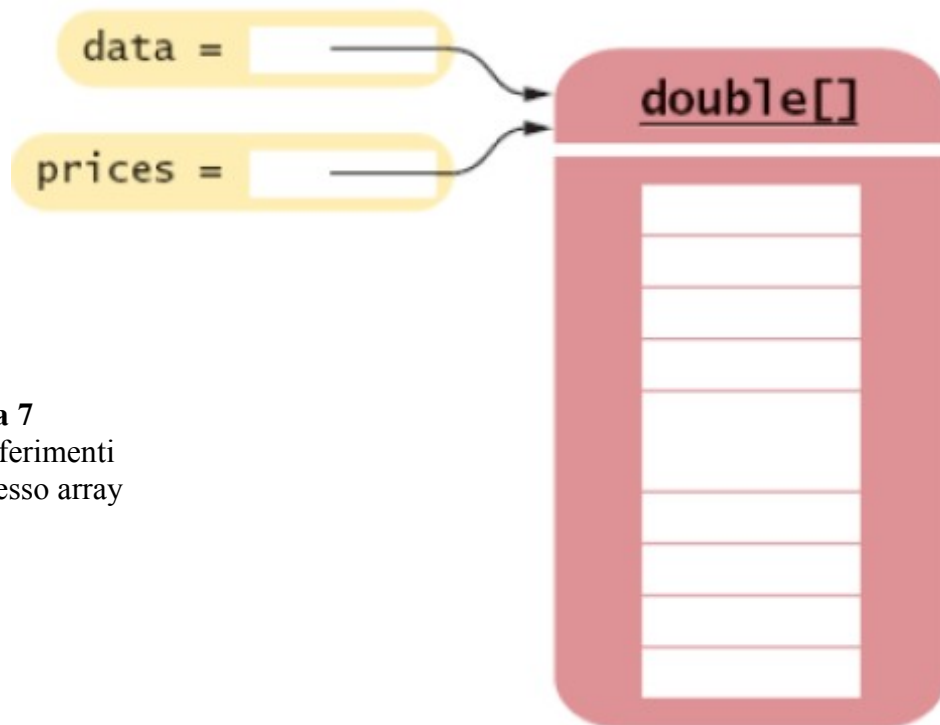 data =
double[]
prices =
a 7
ferimenti
esso array